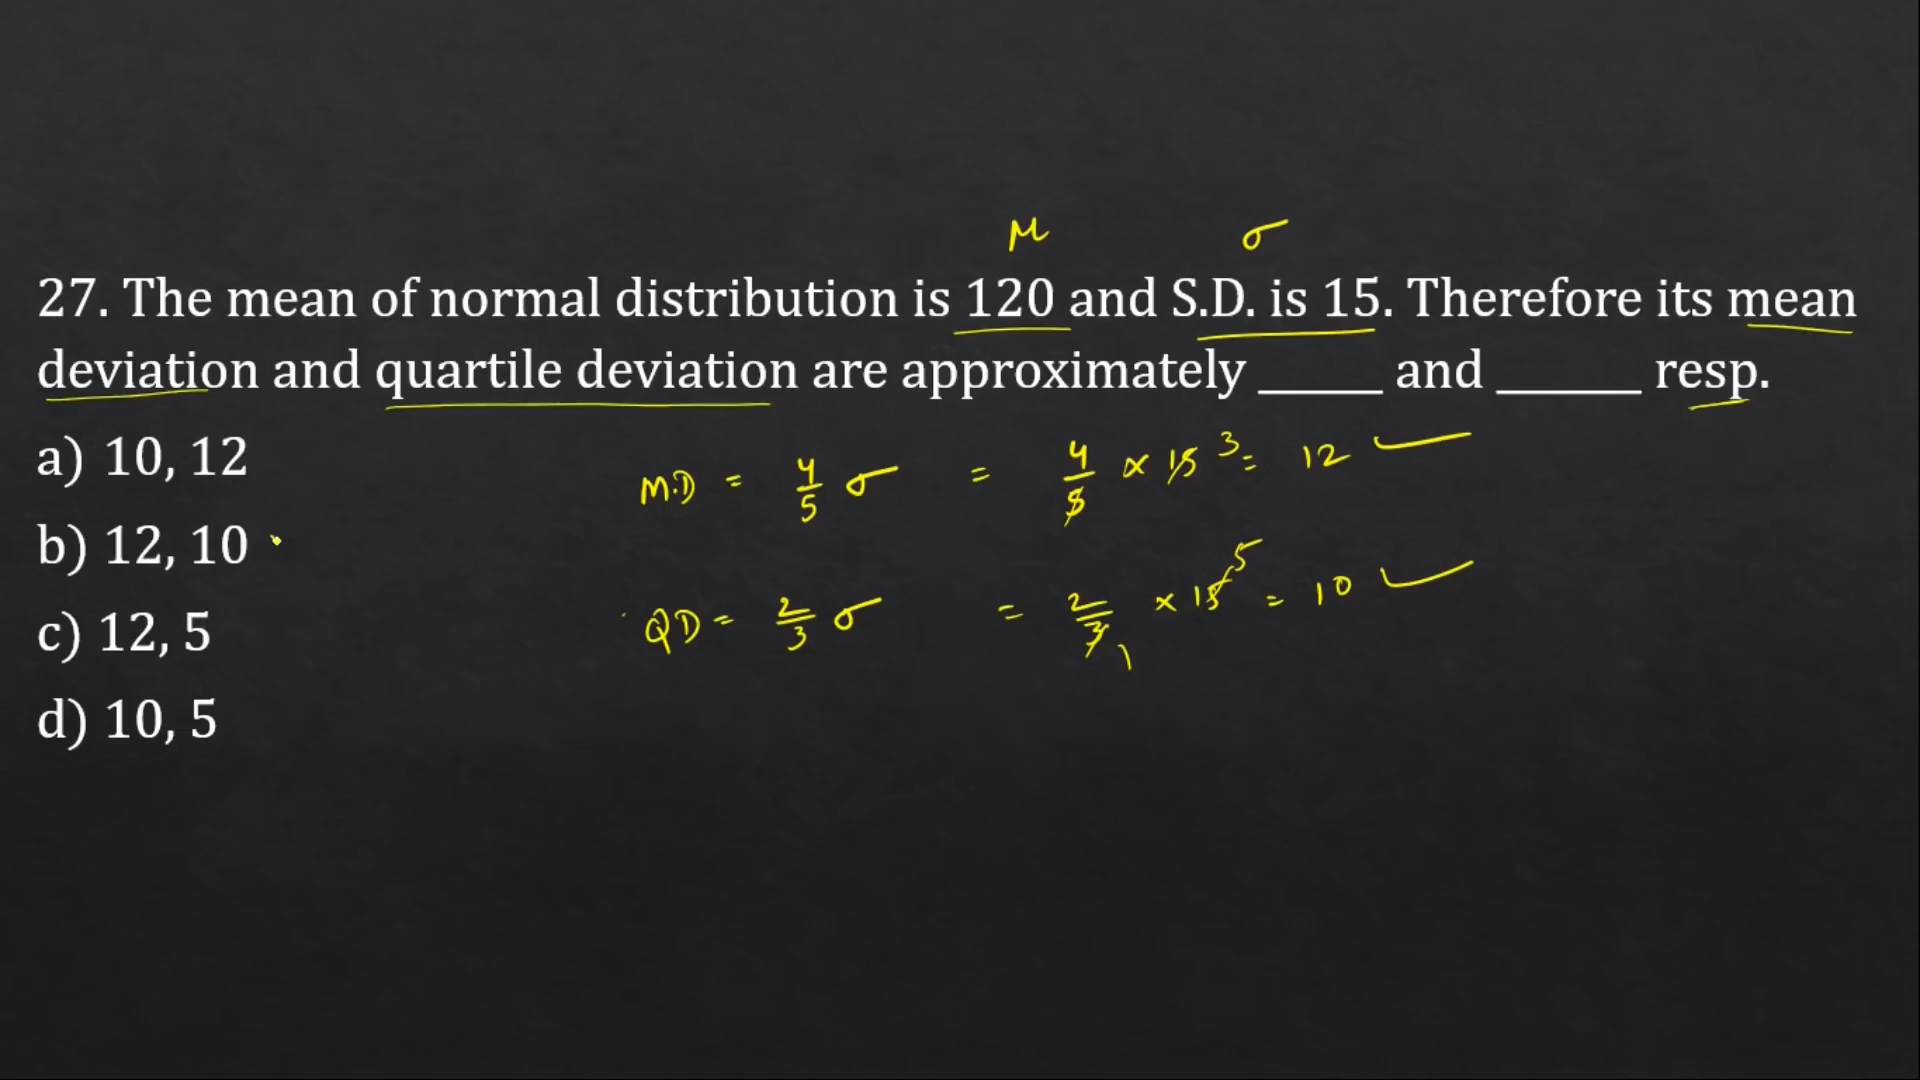 μ σ
27. The mean of normal distribution is 120 and S.D. is 15. Therefore its mean
deviation and quartile deviation are approximately _____ and ______ resp.
a) 10, 12
M.D = 4/5 σ = 4/5 × 15 3 = 12
b) 12, 10
QD = 2/3 σ = 2/3 1 × 15 5 = 10
c) 12, 5
d) 10, 5